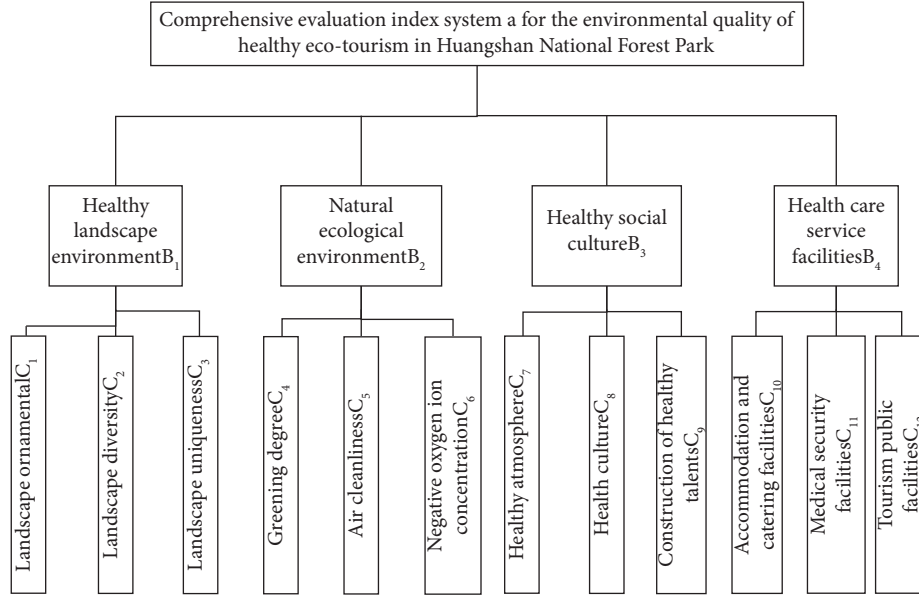 Comprehensive evaluation index system a for the environmental quality of
healthy eco-tourism in Huangshan National Forest Park
Healthy
landscape
environmentB₁
Natural
ecological
environmentB₂
Healthy social
cultureB₃
Health care
service
facilitiesB₄
Landscape ornamentalC₁
Landscape diversityC₂
Landscape uniquenessC₃
Greening degreeC₄
Air cleanlinessC₅
Negative oxygen ion
concentrationC₆
Healthy atmosphereC₇
Health cultureC₈
Construction of healthy
talentsC₉
Accommodation and
catering facilitiesC₁₀
Medical security
facilitiesC₁₁
Tourism public
facilitiesC₁₂